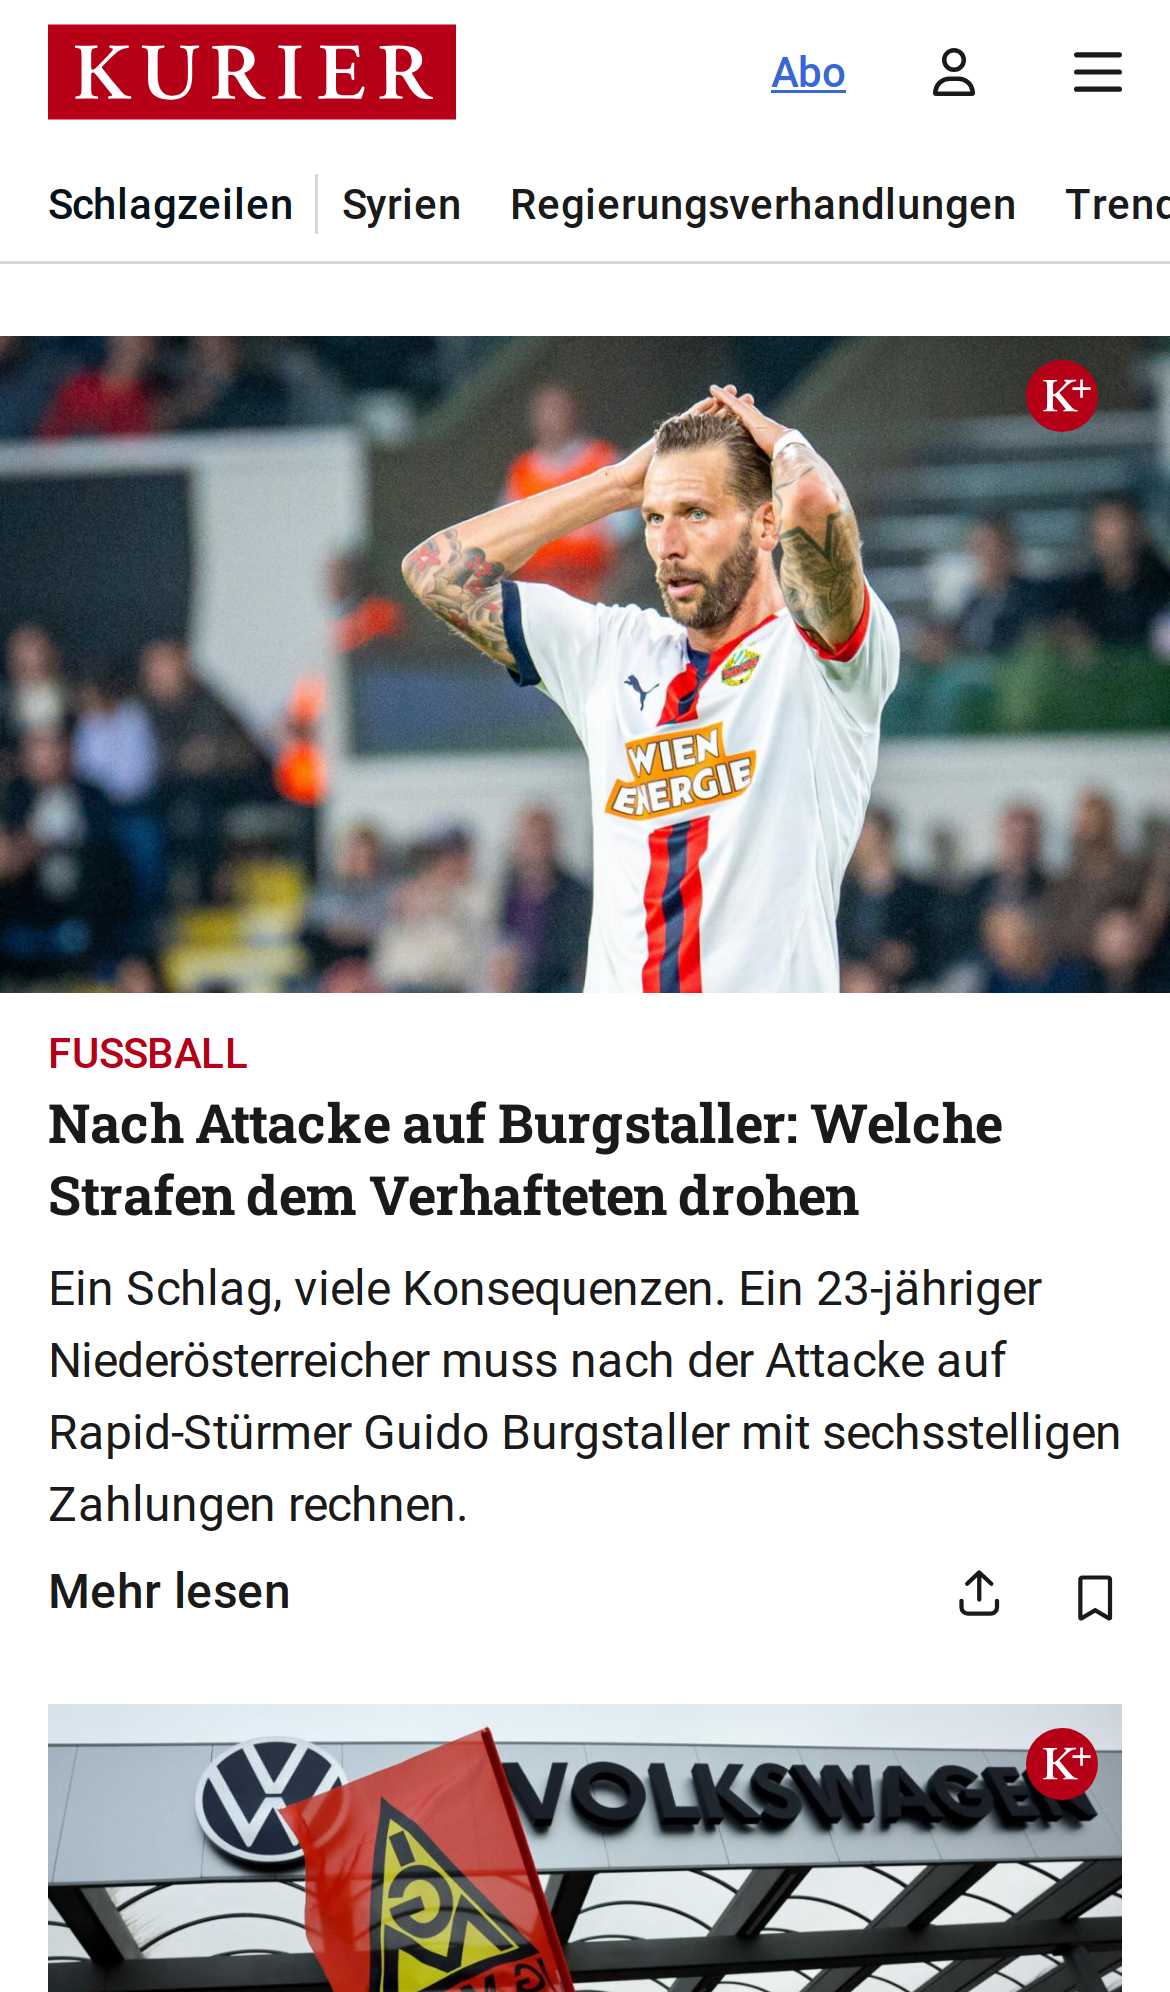 KURIER
Abo
Schlagzeilen
Syrien
Regierungsverhandlungen
Trend
K+
WIEN
ENERGIE
FUSSBALL
Nach Attacke auf Burgstaller: Welche
Strafen dem Verhafteten drohen
Ein Schlag, viele Konsequenzen. Ein 23-jähriger
Niederösterreicher muss nach der Attacke auf
Rapid-Stürmer Guido Burgstaller mit sechsstelligen
Zahlungen rechnen.
Mehr lesen
K+
VOLKSWAGEN